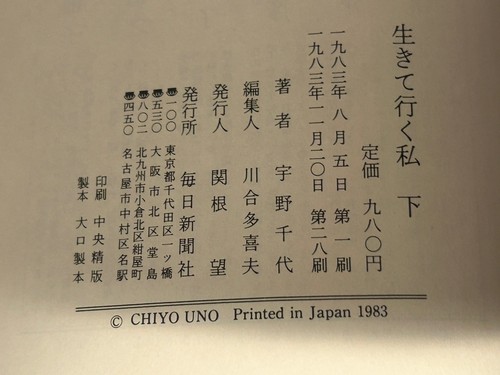 生きて行く私 下
定価 九八〇円
一九八三年 八月 五日 第一刷
一九八三年一一月二〇日 第二八刷
著者 宇野千代
編集人 川合多喜夫
発行人 関根 望
発行所 毎日新聞社
〠一〇〇 東京都千代田区一ッ橋
〠五三〇 大阪市北区堂島
〠八〇二 北九州市小倉北区紺屋町
〠四五〇 名古屋市中村区名駅
印刷 中央精版
製本 大口製本
© CHIYO UNO Printed in Japan 1983